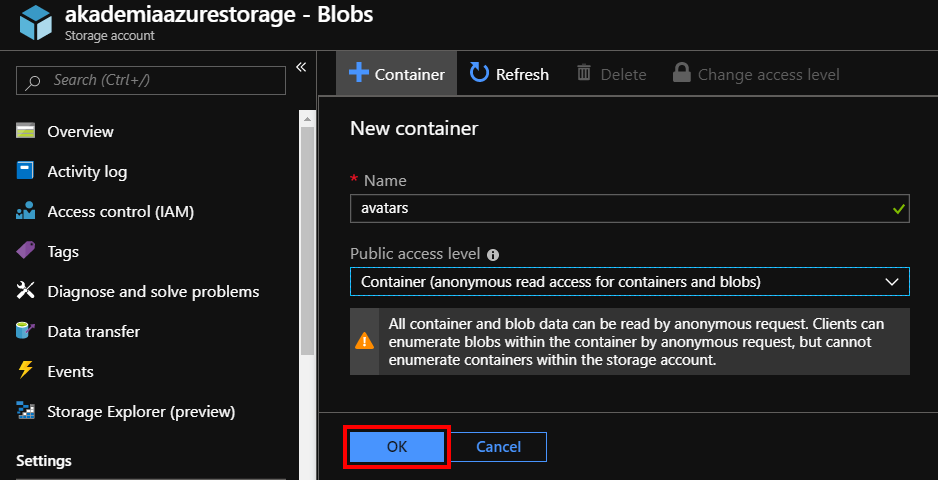 akademiaazurestorage - Blobs
Storage account
Search (Ctrl+/)
«
Overview
Activity log
Access control (IAM)
Tags
Diagnose and solve problems
Data transfer
Events
Storage Explorer (preview)
Settings
Container
Refresh
Delete
Change access level
New container
* Name
avatars
Public access level
Container (anonymous read access for containers and blobs)
All container and blob data can be read by anonymous request. Clients can
enumerate blobs within the container by anonymous request, but cannot
enumerate containers within the storage account.
OK
Cancel